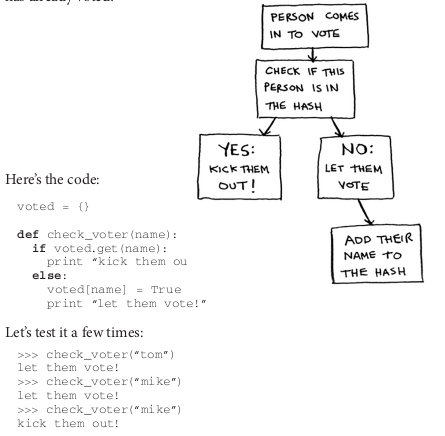 has already voted.
PERSON COMES
IN TO VOTE
CHECK IF THIS
PERSON IS IN
THE HASH
YES:
KICK THEM
OUT!
NO:
LET THEM
VOTE
ADD THEIR
NAME TO
THE HASH
Here's the code:
voted = {}
def check_voter(name):
if voted.get(name):
print "kick them ou
else:
voted[name] = True
print "let them vote!"
Let's test it a few times:
>>> check_voter("tom")
let them vote!
>>> check_voter("mike")
let them vote!
>>> check_voter("mike")
kick them out!